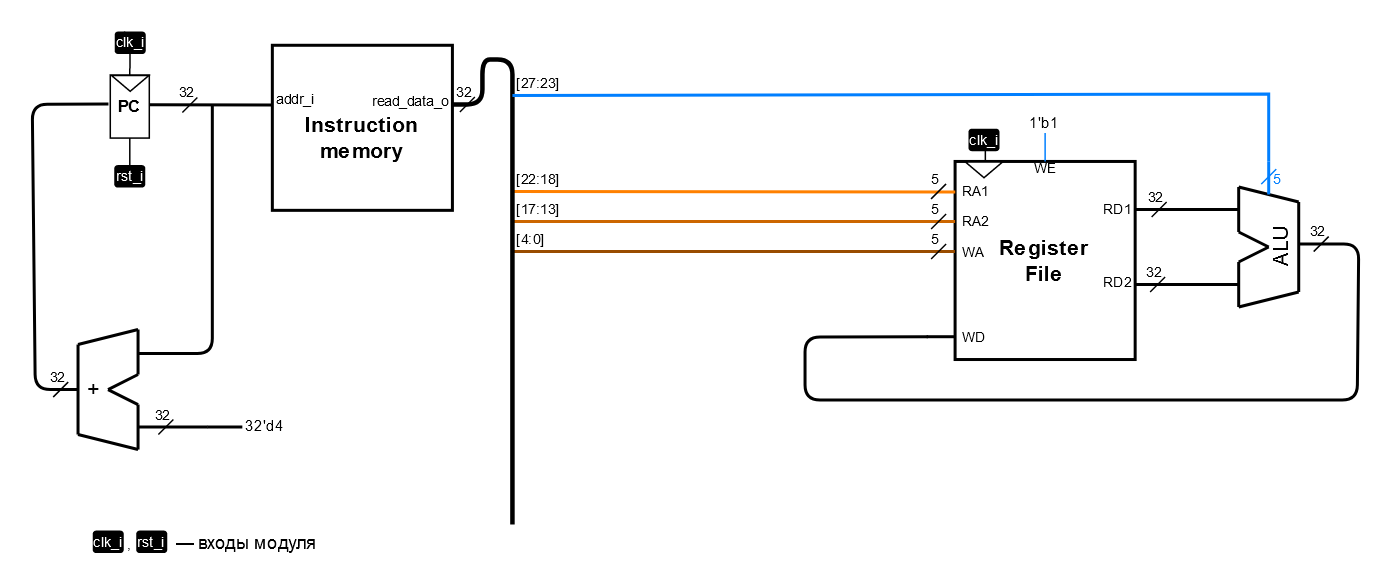 clk_i
PC
rst_i
32
addr_i
read_data_o
Instruction
memory
32
[27:23]
[22:18]
[17:13]
[4:0]
5
5
5
clk_i
1'b1
WE
RA1
RA2
WA
WD
Register
File
RD1
RD2
32
32
5
ALU
32
32
+
32
32'd4
clk_i , rst_i — входы модуля